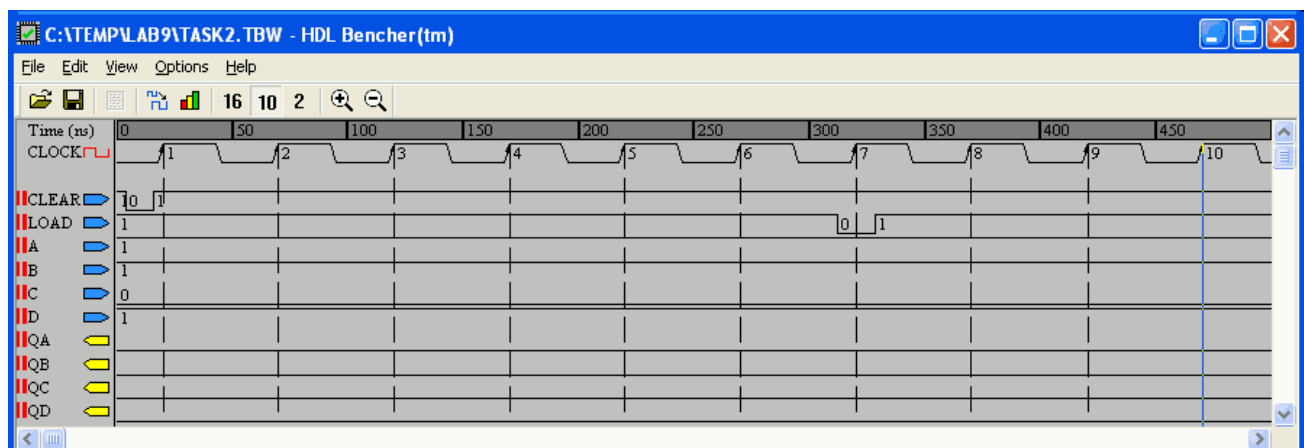 C:\TEMP\LAB9\TASK2.TBW - HDL Bencher(tm)
File Edit View Options Help
16 10 2
Time (ns) 0 50 100 150 200 250 300 350 400 450
CLOCK 1 2 3 4 5 6 7 8 9 10
CLEAR 1 0 1
LOAD 1 0 1
A 1
B 1
C 0
D 1
QA
QB
QC
QD